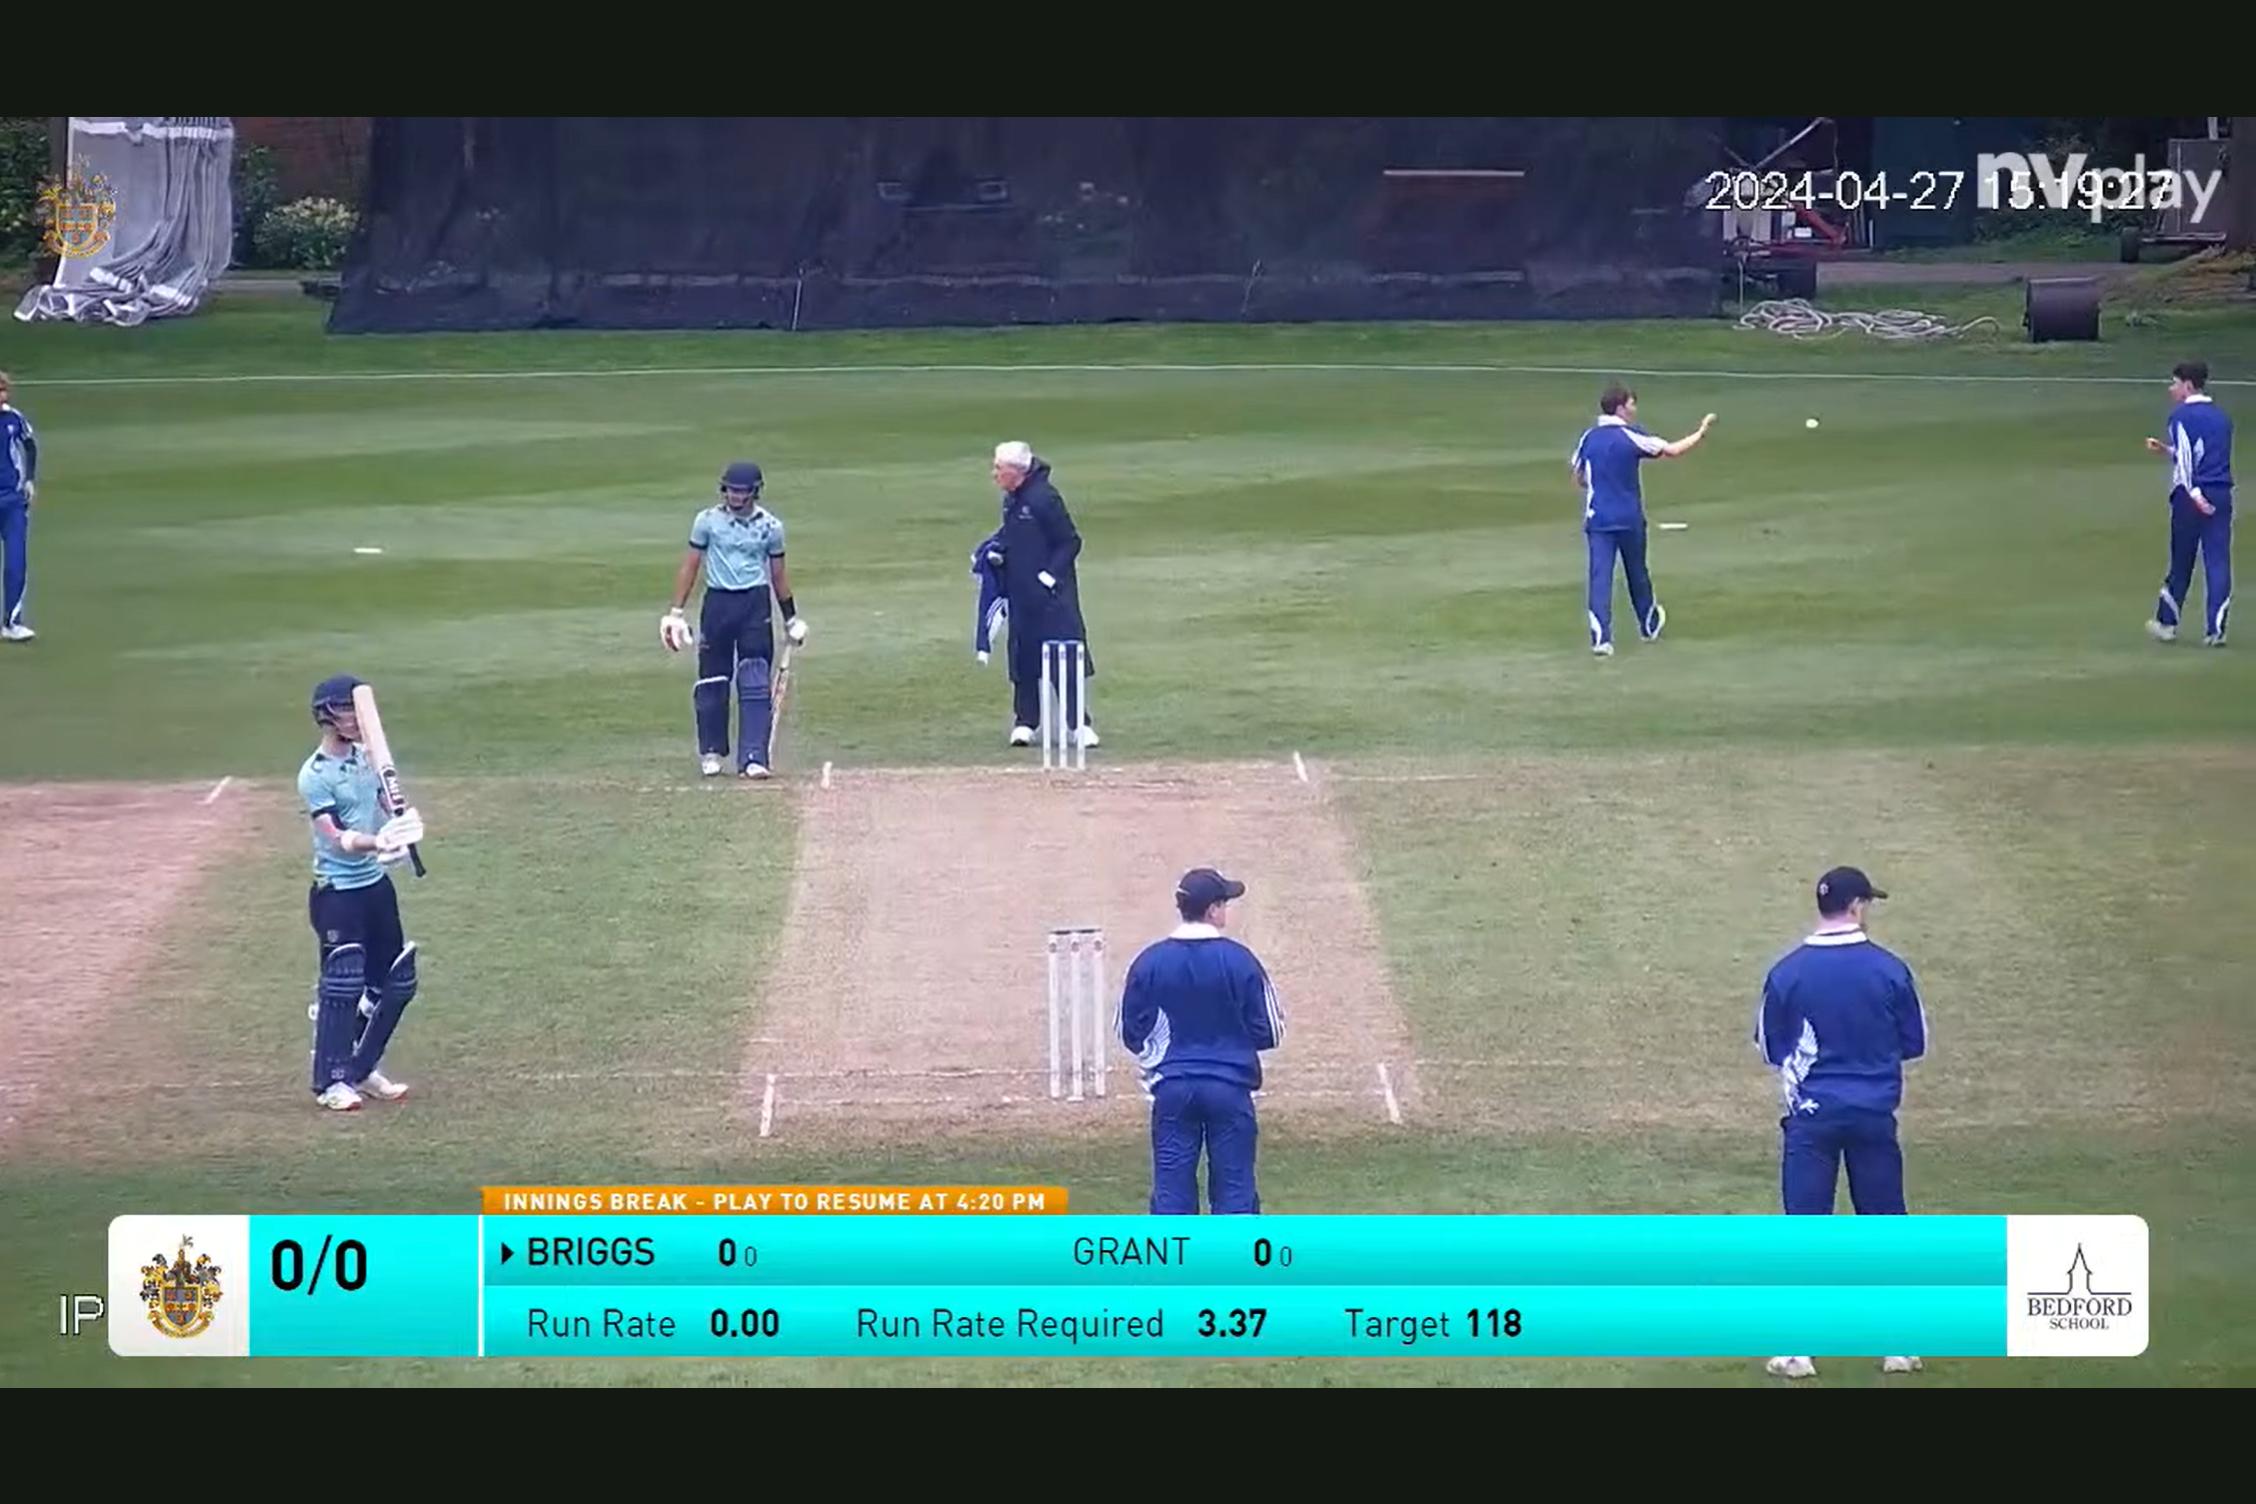 2024-04-27 15:19:27
nvplay
INNINGS BREAK - PLAY TO RESUME AT 4:20 PM
0/0
BRIGGS 0 0 GRANT 0 0
Run Rate 0.00 Run Rate Required 3.37 Target 118
IP
BEDFORD
SCHOOL